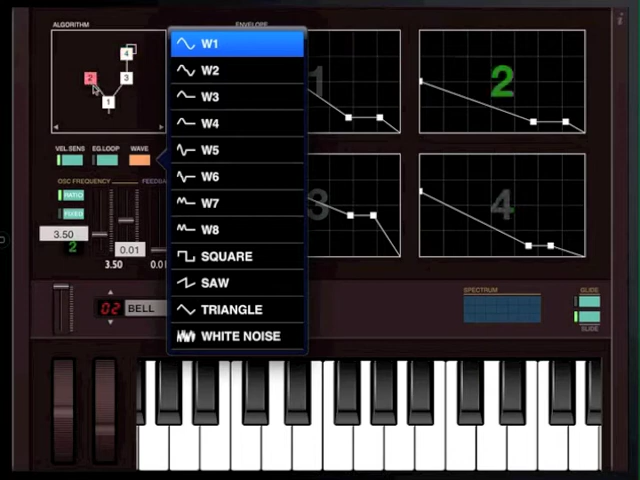 ALGORITHM
ENVELOPE
4
2
3
1
1
2
3
4
VEL.SENS
EG.LOOP
WAVE
OSC FREQUENCY
RATIO
FIXED
3.50
2
0.01
3.50
02
BELL
W1
W2
W3
W4
W5
W6
W7
W8
SQUARE
SAW
TRIANGLE
WHITE NOISE
SPECTRUM
GLIDE
SLIDE